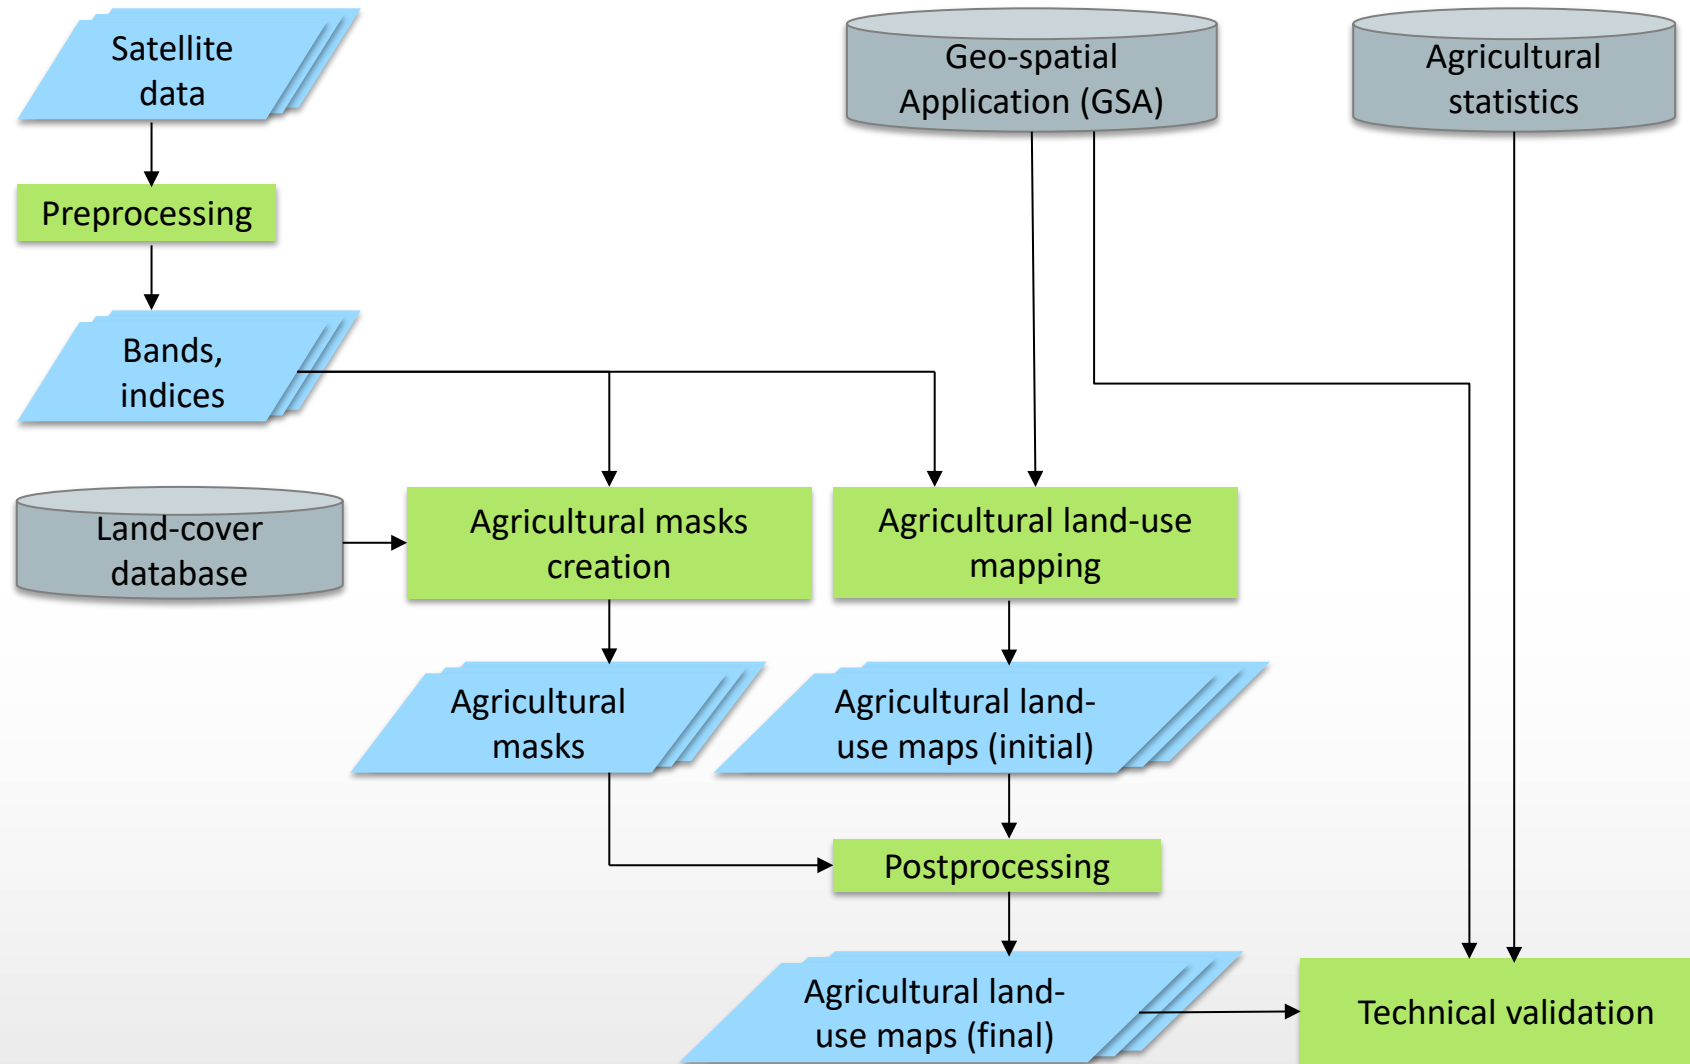 Satellite
data
Geo-spatial
Application (GSA)
Agricultural
statistics
Preprocessing
Bands,
indices
Land-cover
database
Agricultural masks
creation
Agricultural land-use
mapping
Agricultural
masks
Agricultural land-
use maps (initial)
Postprocessing
Agricultural land-
use maps (final)
Technical validation